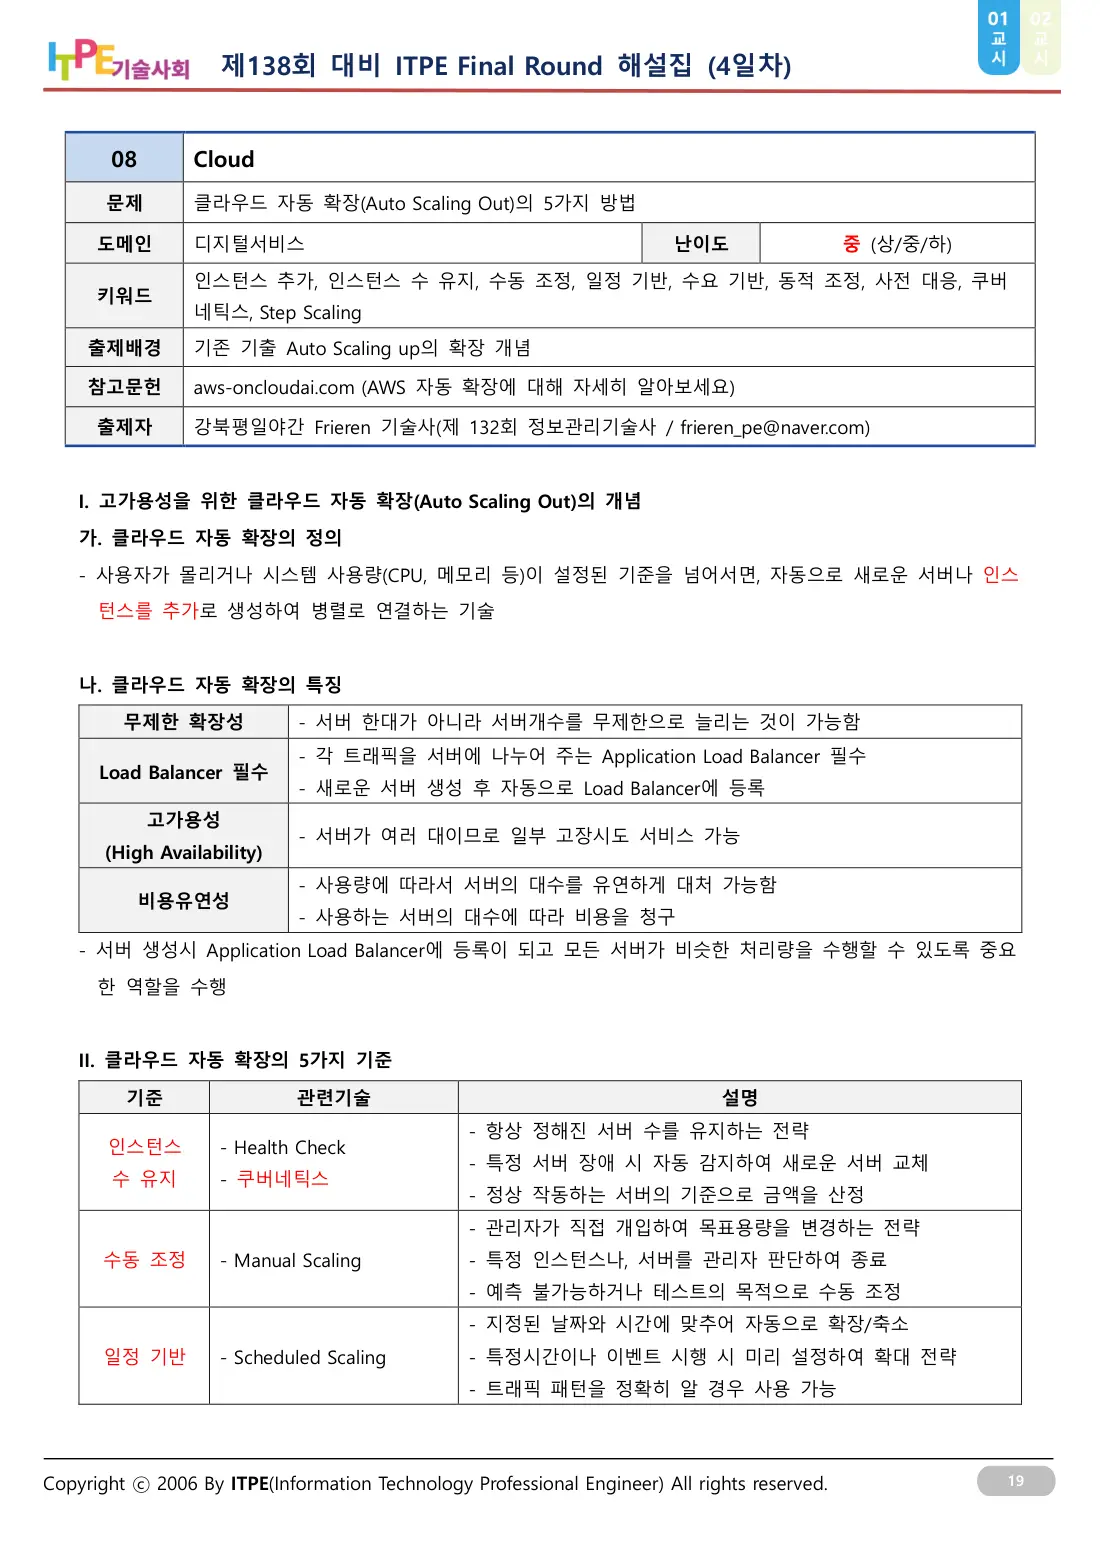 ITPE기술사회 제138회 대비 ITPE Final Round 해설집 (4일차)
01 교시
02 교시
08 Cloud
문제 클라우드 자동 확장(Auto Scaling Out)의 5가지 방법
도메인 디지털서비스 난이도 중 (상/중/하)
키워드 인스턴스 추가, 인스턴스 수 유지, 수동 조정, 일정 기반, 수요 기반, 동적 조정, 사전 대응, 쿠버
네틱스, Step Scaling
출제배경 기존 기출 Auto Scaling up의 확장 개념
참고문헌 aws-oncloudai.com (AWS 자동 확장에 대해 자세히 알아보세요)
출제자 강북평일야간 Frieren 기술사(제 132회 정보관리기술사 / frieren_pe@naver.com)
I. 고가용성을 위한 클라우드 자동 확장(Auto Scaling Out)의 개념
가. 클라우드 자동 확장의 정의
- 사용자가 몰리거나 시스템 사용량(CPU, 메모리 등)이 설정된 기준을 넘어서면, 자동으로 새로운 서버나 인스
턴스를 추가로 생성하여 병렬로 연결하는 기술
나. 클라우드 자동 확장의 특징
무제한 확장성 - 서버 한대가 아니라 서버개수를 무제한으로 늘리는 것이 가능함
Load Balancer 필수
- 각 트래픽을 서버에 나누어 주는 Application Load Balancer 필수
- 새로운 서버 생성 후 자동으로 Load Balancer에 등록
고가용성
(High Availability)
- 서버가 여러 대이므로 일부 고장시도 서비스 가능
비용유연성
- 사용량에 따라서 서버의 대수를 유연하게 대처 가능함
- 사용하는 서버의 대수에 따라 비용을 청구
- 서버 생성시 Application Load Balancer에 등록이 되고 모든 서버가 비슷한 처리량을 수행할 수 있도록 중요
한 역할을 수행
II. 클라우드 자동 확장의 5가지 기준
기준 관련기술 설명
인스턴스
수 유지
- Health Check
- 쿠버네틱스
- 항상 정해진 서버 수를 유지하는 전략
- 특정 서버 장애 시 자동 감지하여 새로운 서버 교체
- 정상 작동하는 서버의 기준으로 금액을 산정
수동 조정
- Manual Scaling
- 관리자가 직접 개입하여 목표용량을 변경하는 전략
- 특정 인스턴스나, 서버를 관리자 판단하여 종료
- 예측 불가능하거나 테스트의 목적으로 수동 조정
일정 기반
- Scheduled Scaling
- 지정된 날짜와 시간에 맞추어 자동으로 확장/축소
- 특정시간이나 이벤트 시행 시 미리 설정하여 확대 전략
- 트래픽 패턴을 정확히 알 경우 사용 가능
Copyright ⓒ 2006 By ITPE(Information Technology Professional Engineer) All rights reserved.
19